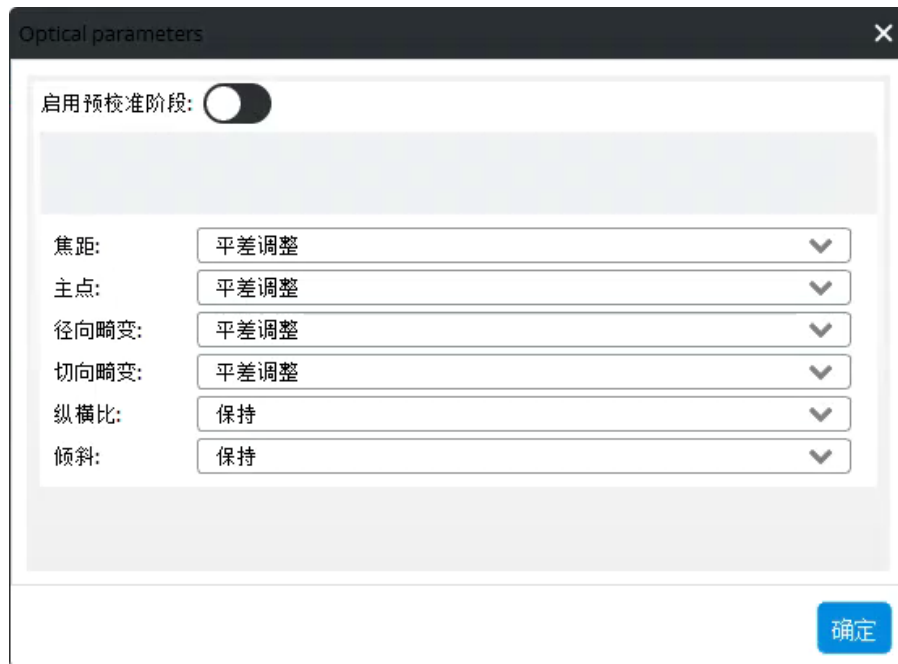 Optical parameters
启用预校准阶段:
焦距: 平差调整
主点: 平差调整
径向畸变: 平差调整
切向畸变: 平差调整
纵横比: 保持
倾斜: 保持
确定